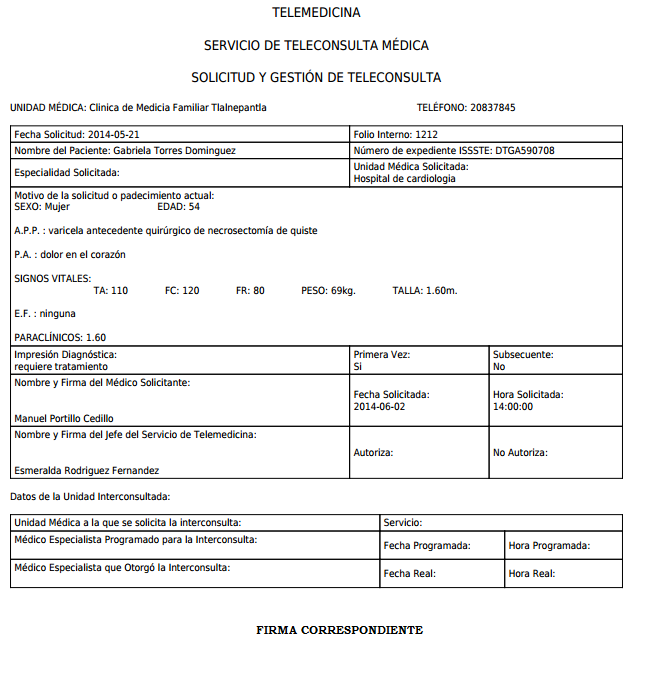 TELEMEDICINA
SERVICIO DE TELECONSULTA MÉDICA
SOLICITUD Y GESTIÓN DE TELECONSULTA
UNIDAD MÉDICA: Clinica de Medicia Familiar Tlalnepantla TELÉFONO: 20837845
Fecha Solicitud: 2014-05-21 Folio Interno: 1212
Nombre del Paciente: Gabriela Torres Dominguez Número de expediente ISSSTE: DTGA590708
Especialidad Solicitada: Unidad Médica Solicitada:
Hospital de cardiología
Motivo de la solicitud o padecimiento actual:
SEXO: Mujer EDAD: 54
A.P.P. : varicela antecedente quirúrgico de necrosectomía de quiste
P.A. : dolor en el corazón
SIGNOS VITALES:
TA: 110 FC: 120 FR: 80 PESO: 69kg. TALLA: 1.60m.
E.F. : ninguna
PARACLÍNICOS: 1.60
Impresión Diagnóstica: Primera Vez: Subsecuente:
requiere tratamiento Si No
Nombre y Firma del Médico Solicitante:
Fecha Solicitada: Hora Solicitada:
2014-06-02 14:00:00
Manuel Portillo Cedillo
Nombre y Firma del Jefe del Servicio de Telemedicina:
Autoriza: No Autoriza:
Esmeralda Rodriguez Fernandez
Datos de la Unidad Interconsultada:
Unidad Médica a la que se solicita la interconsulta: Servicio:
Médico Especialista Programado para la Interconsulta: Fecha Programada: Hora Programada:
Médico Especialista que Otorgó la Interconsulta: Fecha Real: Hora Real:
FIRMA CORRESPONDIENTE